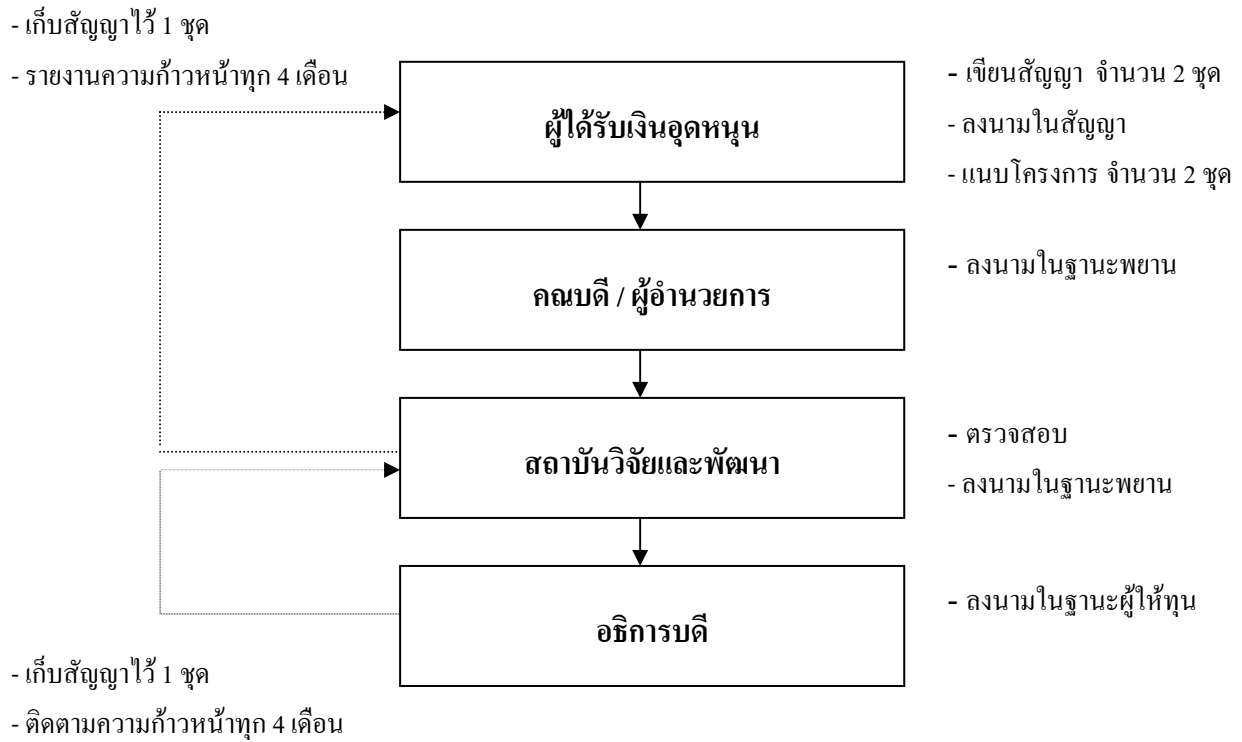 - เก็บสัญญาไว้ 1 ชุด
- รายงานความก้าวหน้าทุก 4 เดือน
ผู้ได้รับเงินอุดหนุน
- เขียนสัญญา จำนวน 2 ชุด
- ลงนามในสัญญา
- แนบโครงการ จำนวน 2 ชุด
คณบดี / ผู้อำนวยการ
- ลงนามในฐานะพยาน
สถาบันวิจัยและพัฒนา
- ตรวจสอบ
- ลงนามในฐานะพยาน
อธิการบดี
- ลงนามในฐานะผู้ให้ทุน
- เก็บสัญญาไว้ 1 ชุด
- ติดตามความก้าวหน้าทุก 4 เดือน